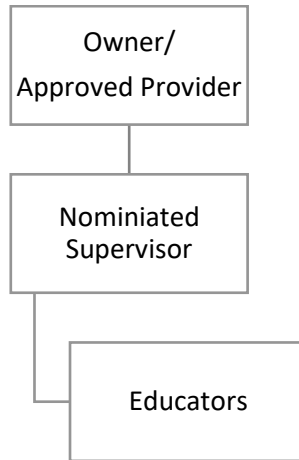 Owner/
Approved Provider
Nominiated
Supervisor
Educators